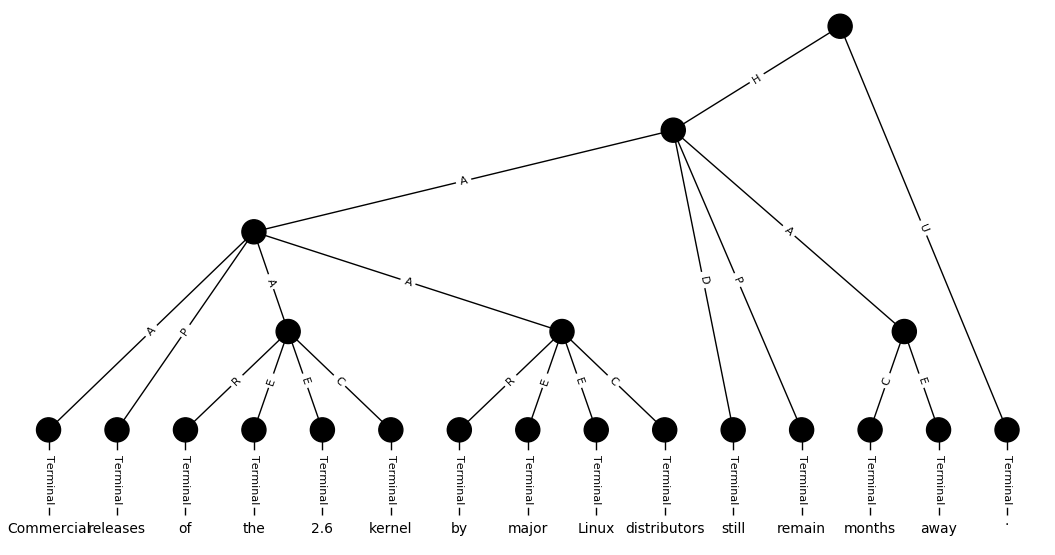 H
A
A
D
P
A
U
A
P
A
R
E
E
C
R
E
E
C
C
E
Terminal Terminal Terminal Terminal Terminal Terminal Terminal Terminal Terminal Terminal Terminal Terminal Terminal Terminal Terminal
Commercial releases of the 2.6 kernel by major Linux distributors still remain months away .